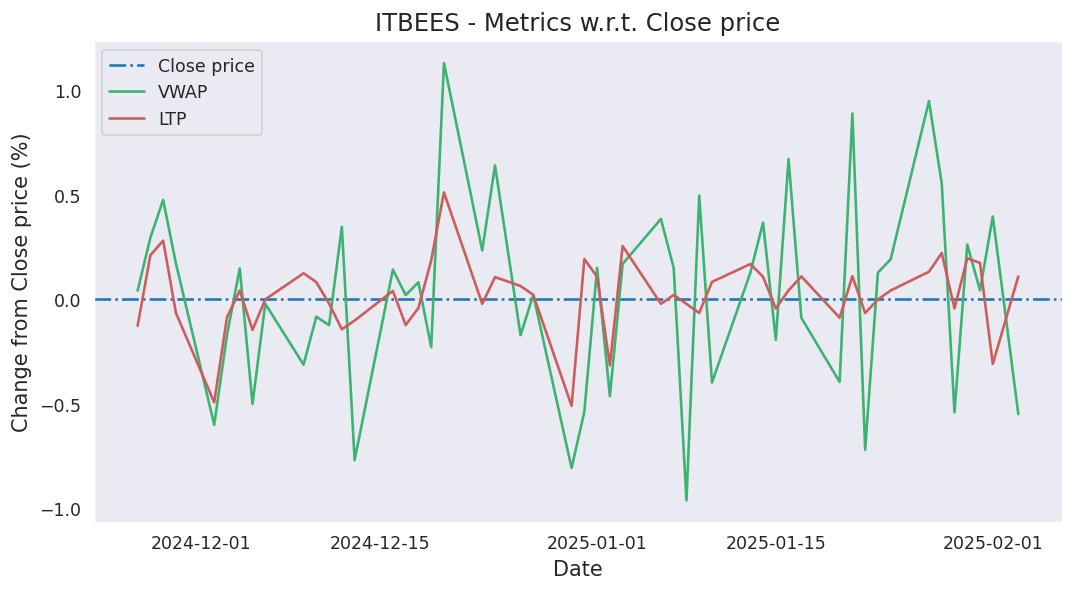 ITBEES - Metrics w.r.t. Close price
Close price
VWAP
LTP
Change from Close price (%)
1.0
0.5
0.0
−0.5
−1.0
2024-12-01 2024-12-15 2025-01-01 2025-01-15 2025-02-01
Date